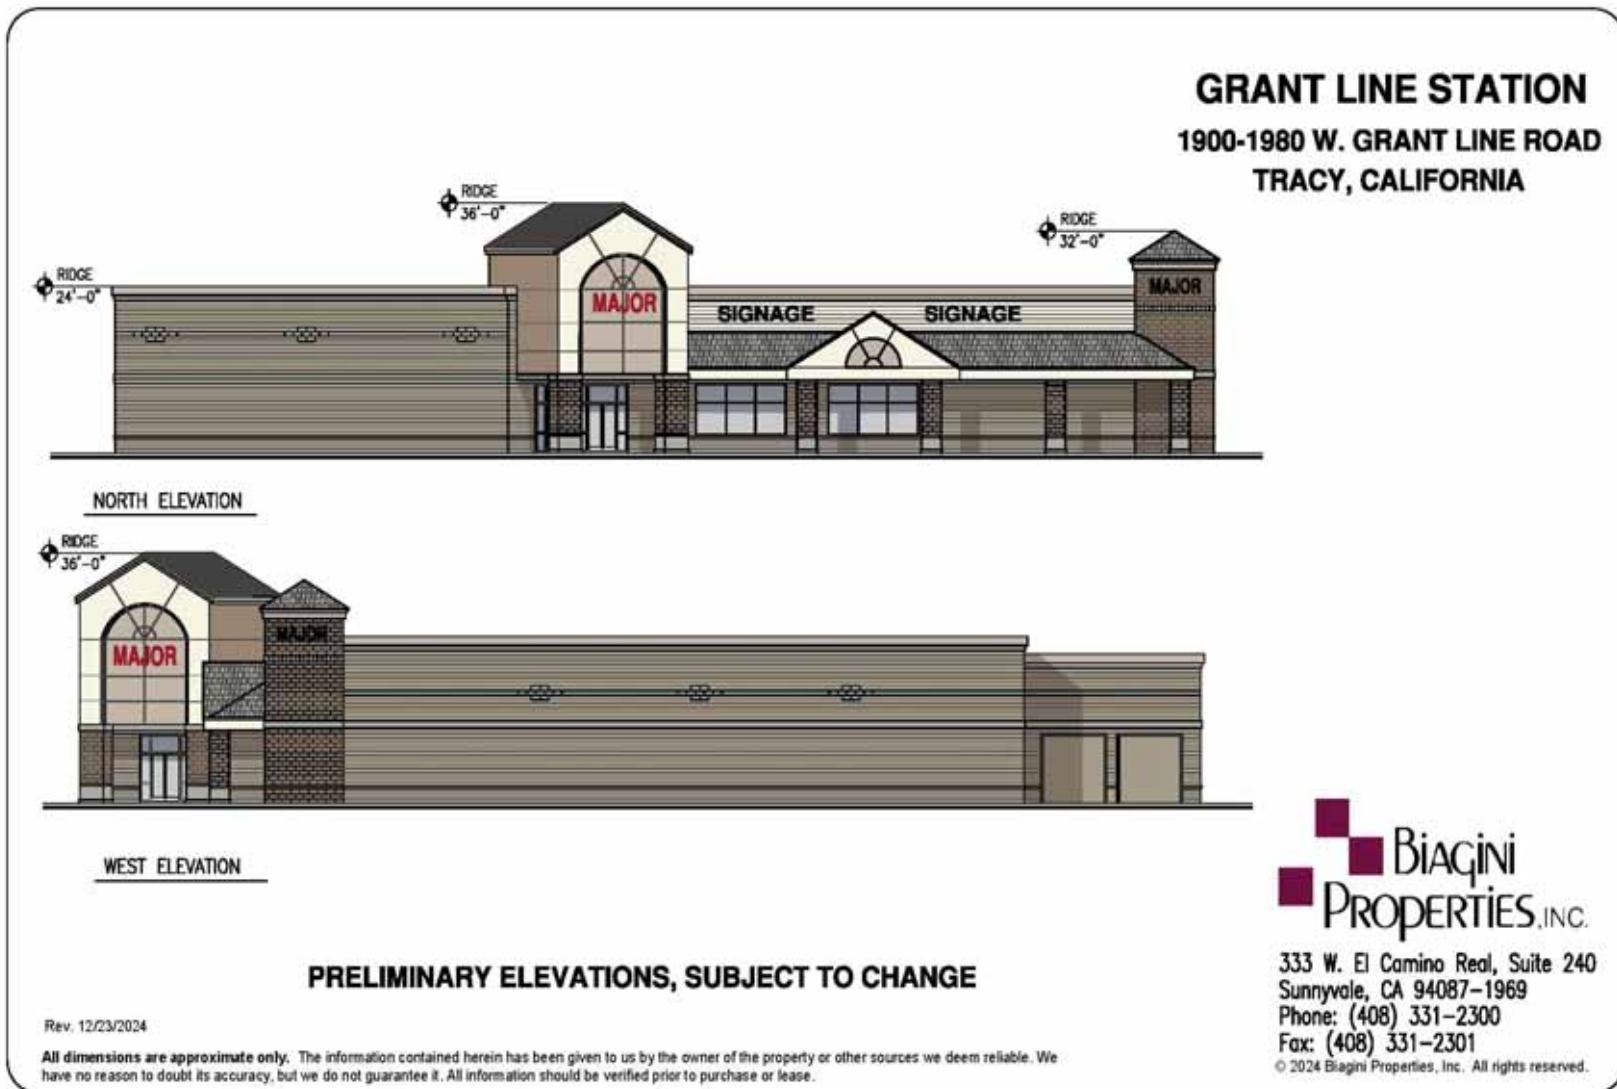 GRANT LINE STATION
1900-1980 W. GRANT LINE ROAD
TRACY, CALIFORNIA
RIDGE
36'-0"
RIDGE
32'-0"
RIDGE
24'-0"
MAJOR
MAJOR
SIGNAGE
SIGNAGE
NORTH ELEVATION
RIDGE
36'-0"
MAJOR
MAJOR
WEST ELEVATION
BiAgini
PROPERTiES, INC.
PRELIMINARY ELEVATIONS, SUBJECT TO CHANGE
333 W. El Camino Real, Suite 240
Sunnyvale, CA 94087-1969
Phone: (408) 331-2300
Fax: (408) 331-2301
© 2024 Biagini Properties, Inc. All rights reserved.
Rev. 12/23/2024
All dimensions are approximate only. The information contained herein has been given to us by the owner of the property or other sources we deem reliable. We
have no reason to doubt its accuracy, but we do not guarantee it. All information should be verified prior to purchase or lease.